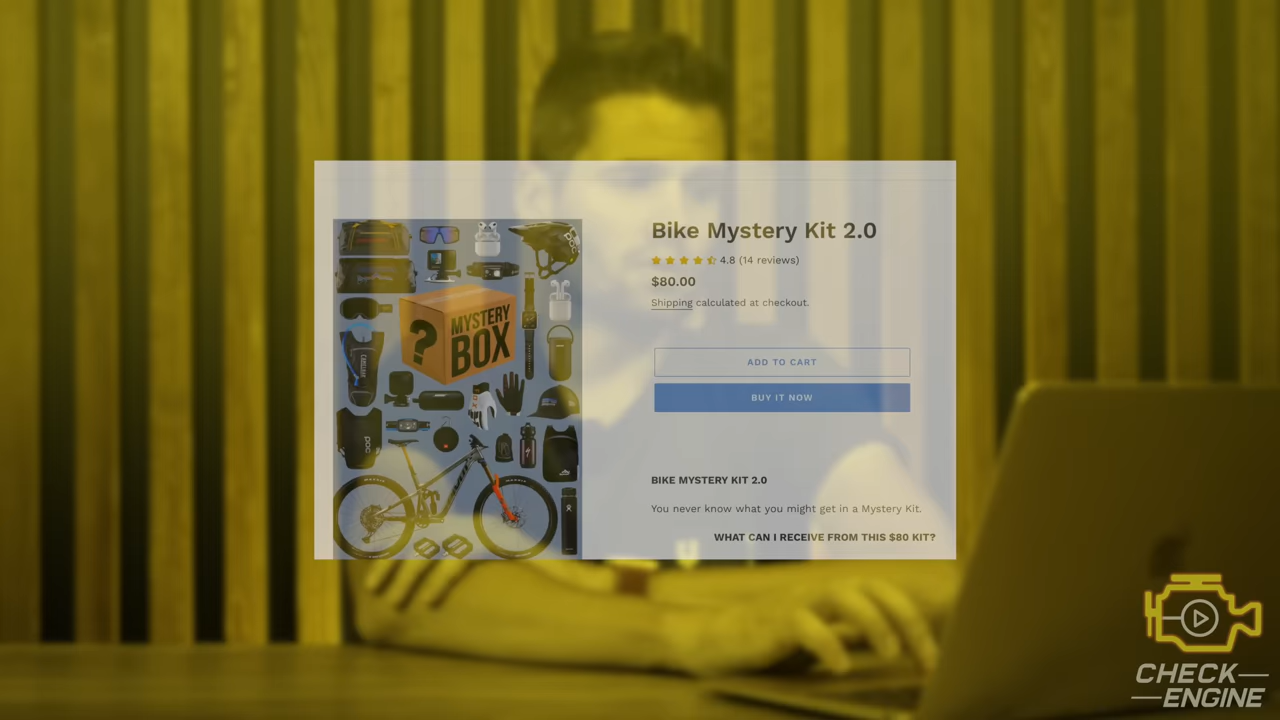 Bike Mystery Kit 2.0
4.8 (14 reviews)
$80.00
Shipping calculated at checkout.
ADD TO CART
BUY IT NOW
BIKE MYSTERY KIT 2.0
You never know what you might get in a Mystery Kit.
WHAT CAN I RECEIVE FROM THIS $80 KIT?
?
MYSTERY
BOX
poc
CHECK
ENGINE